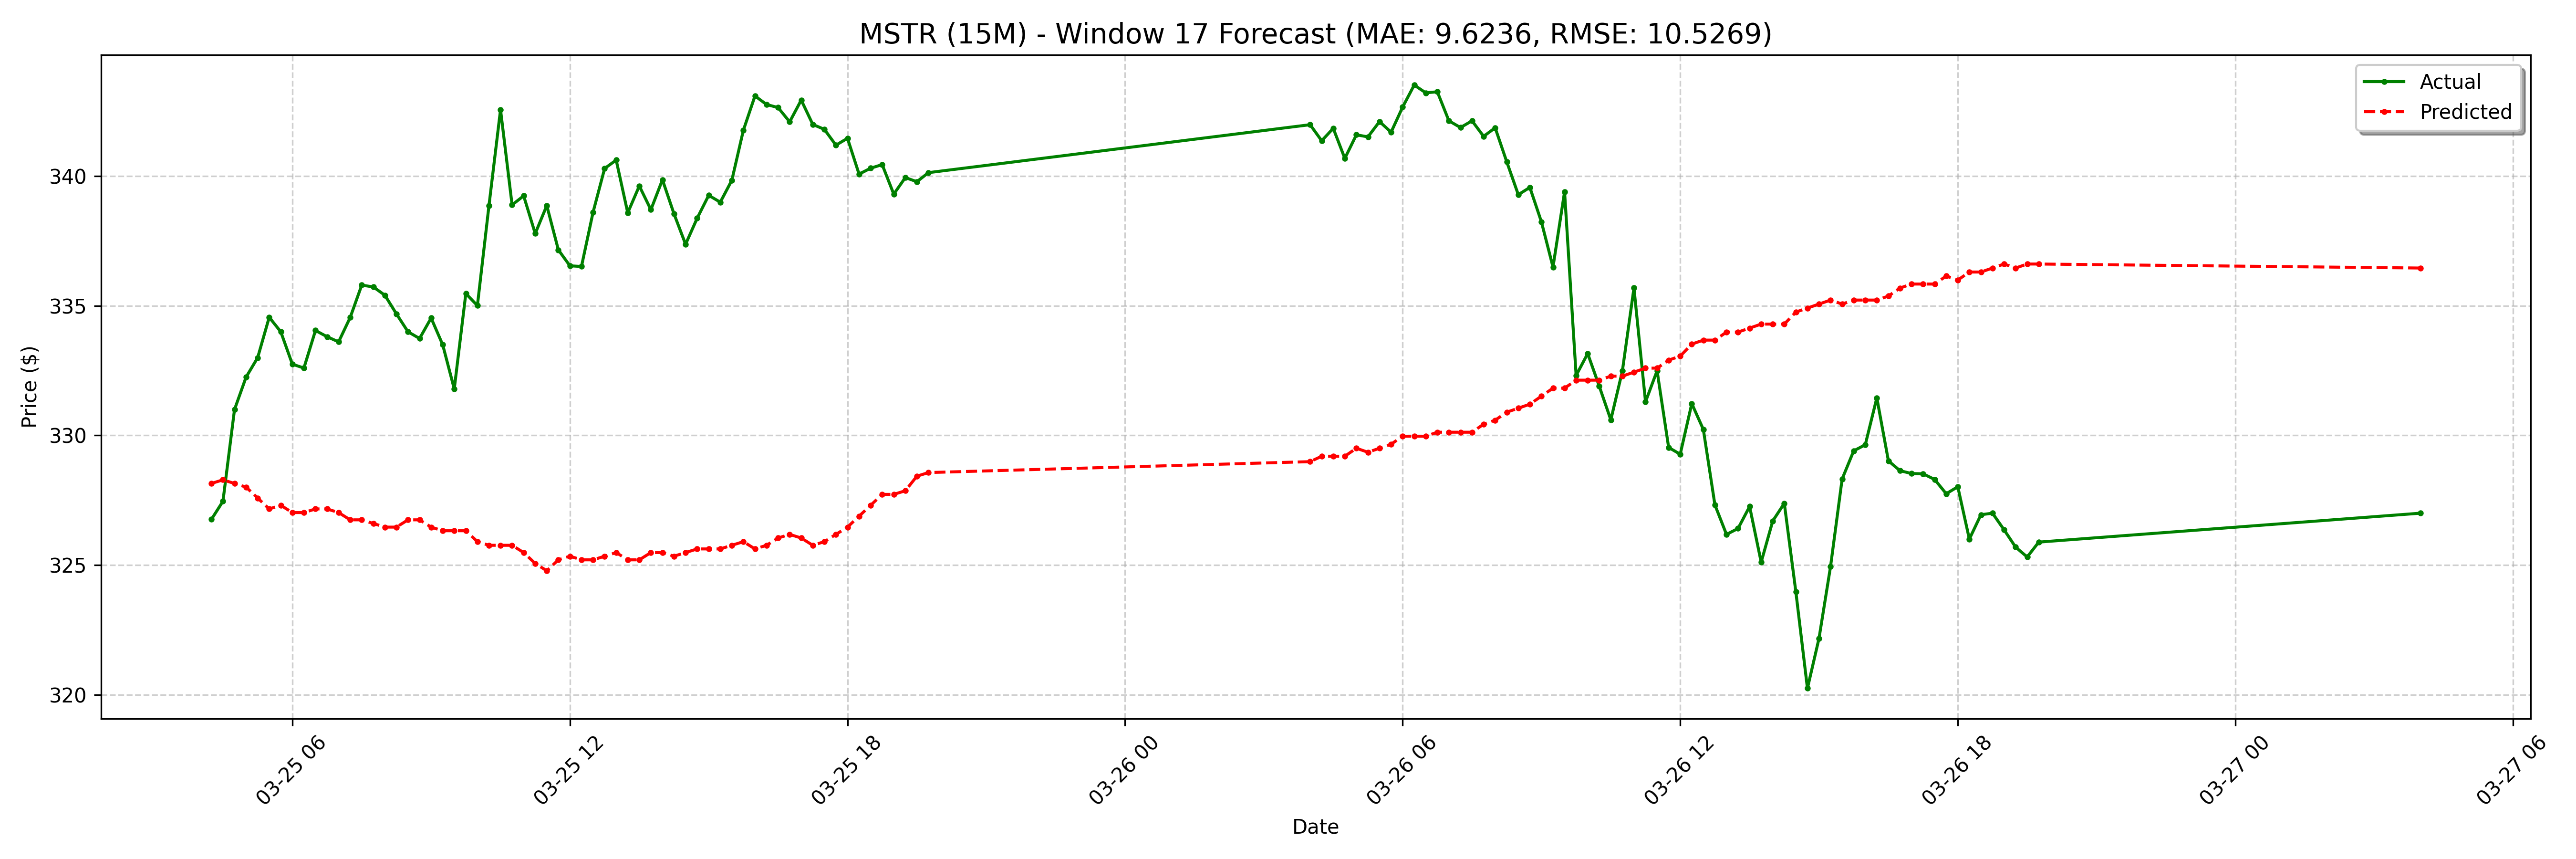 MSTR (15M) - Window 17 Forecast (MAE: 9.6236, RMSE: 10.5269)
Actual
Predicted
Price ($)
340
335
330
325
320
03-25 06
03-25 12
03-25 18
03-26 00
03-26 06
03-26 12
03-26 18
03-27 00
03-27 06
Date